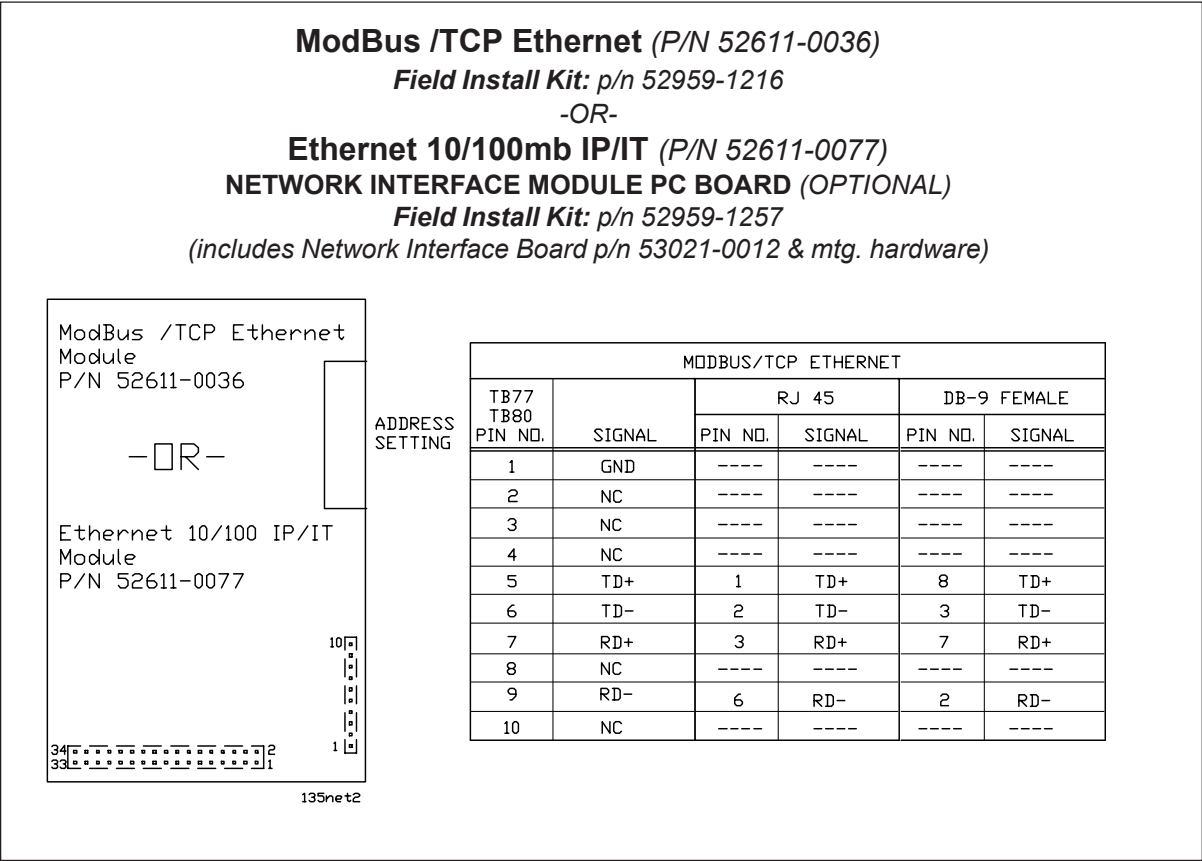 ModBus /TCP Ethernet (P/N 52611-0036)
Field Install Kit: p/n 52959-1216
-OR-
Ethernet 10/100mb IP/IT (P/N 52611-0077)
NETWORK INTERFACE MODULE PC BOARD (OPTIONAL)
Field Install Kit: p/n 52959-1257
(includes Network Interface Board p/n 53021-0012 & mtg. hardware)
ModBus /TCP Ethernet
Module
P/N 52611-0036
-OR-
Ethernet 10/100 IP/IT
Module
P/N 52611-0077
ADDRESS
SETTING
10
1
34 2
33 1
135net2
MODBUS/TCP ETHERNET
TB77
TB80
PIN NO. SIGNAL RJ 45 DB-9 FEMALE
PIN NO. SIGNAL PIN NO. SIGNAL
1 GND ---- ---- ---- ----
2 NC ---- ---- ---- ----
3 NC ---- ---- ---- ----
4 NC ---- ---- ---- ----
5 TD+ 1 TD+ 8 TD+
6 TD- 2 TD- 3 TD-
7 RD+ 3 RD+ 7 RD+
8 NC ---- ---- ---- ----
9 RD- 6 RD- 2 RD-
10 NC ---- ---- ---- ----